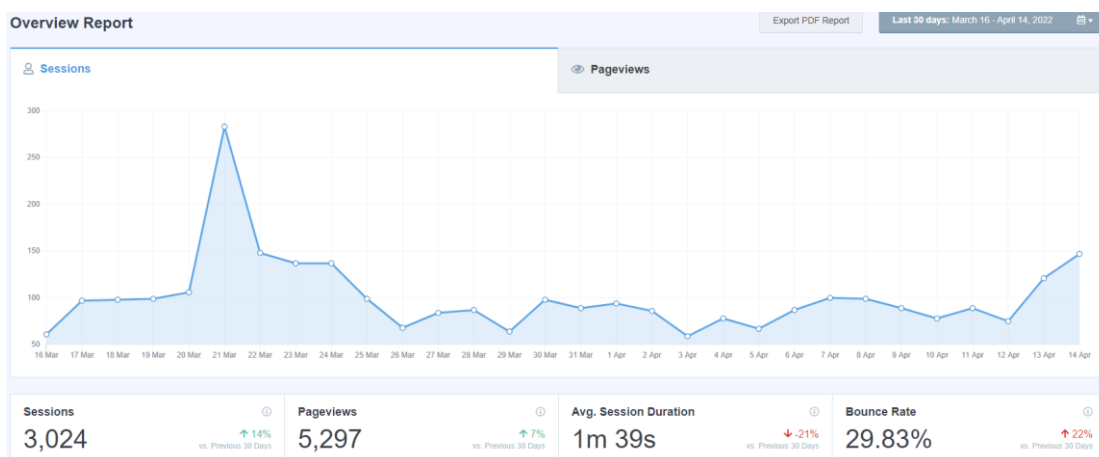 Overview Report
Export PDF Report
Last 30 days: March 16 - April 14, 2022
Sessions
Pageviews
300
250
200
150
100
50
16 Mar 17 Mar 18 Mar 19 Mar 20 Mar 21 Mar 22 Mar 23 Mar 24 Mar 25 Mar 26 Mar 27 Mar 28 Mar 29 Mar 30 Mar 31 Mar 1 Apr 2 Apr 3 Apr 4 Apr 5 Apr 6 Apr 7 Apr 8 Apr 9 Apr 10 Apr 11 Apr 12 Apr 13 Apr 14 Apr
Sessions
3,024
14%
vs. Previous 30 Days
Pageviews
5,297
7%
vs. Previous 30 Days
Avg. Session Duration
1m 39s
-21%
vs. Previous 30 Days
Bounce Rate
29.83%
22%
vs. Previous 30 Days